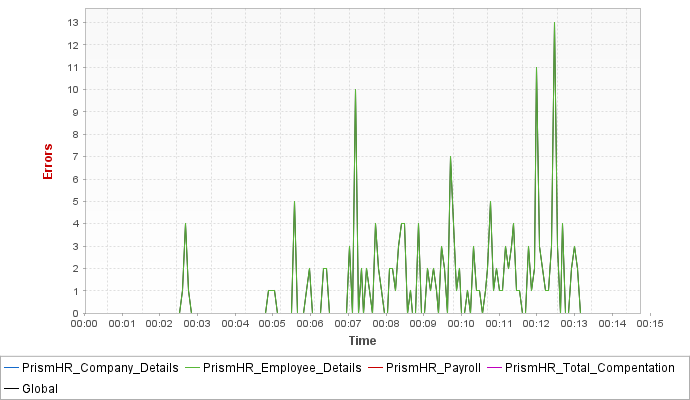 13
12
11
10
9
8
7
6
5
4
3
2
1
0
Errors
00:00 00:01 00:02 00:03 00:04 00:05 00:06 00:07 00:08 00:09 00:10 00:11 00:12 00:13 00:14 00:15
Time
PrismHR_Company_Details PrismHR_Employee_Details PrismHR_Payroll PrismHR_Total_Compentation
Global